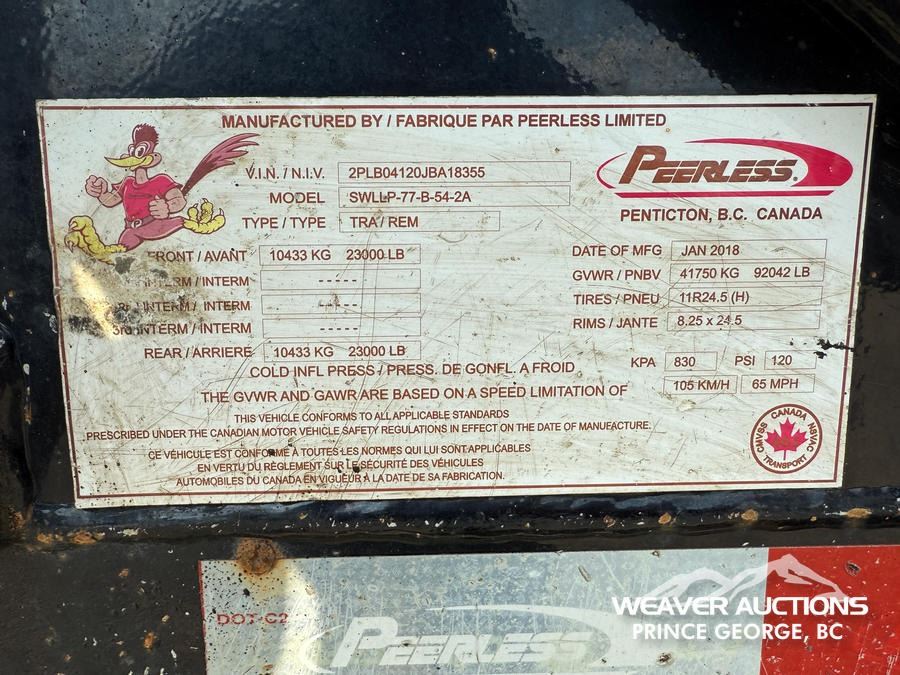 MANUFACTURED BY / FABRIQUE PAR PEERLESS LIMITED
PEERLESS.
PENTICTON, B.C. CANADA
V.I.N. / N.I.V. 2PLB04120JBA18355
MODEL SWLLP-77-B-54-2A
TYPE / TYPE TRA / REM
FRONT / AVANT 10433 KG 23000 LB
INTERM / INTERM -----
INTERM / INTERM -----
INTERM / INTERM -----
REAR / ARRIERE 10433 KG 23000 LB
DATE OF MFG JAN 2018
GVWR / PNBV 41750 KG 92042 LB
TIRES / PNEU 11R24.5 (H)
RIMS / JANTE 8.25 x 24.5
COLD INFL PRESS / PRESS. DE GONFL. A FROID KPA 830 PSI 120
THE GVWR AND GAWR ARE BASED ON A SPEED LIMITATION OF 105 KM/H 65 MPH
THIS VEHICLE CONFORMS TO ALL APPLICABLE STANDARDS
PRESCRIBED UNDER THE CANADIAN MOTOR VEHICLE SAFETY REGULATIONS IN EFFECT ON THE DATE OF MANUFACTURE.
CE VÉHICULE EST CONFORME À TOUTES LES NORMES QUI LUI SONT APPLICABLES
EN VERTU DU RÈGLEMENT SUR LE SÉCURITÉ DES VÉHICULES
AUTOMOBILES DU CANADA EN VIGUEUR À LA DATE DE SA FABRICATION.
CANADA
CMVSS NSVAC
TRANSPORT
DOT-C2
PEERLESS
WEAVER AUCTIONS
PRINCE GEORGE, BC